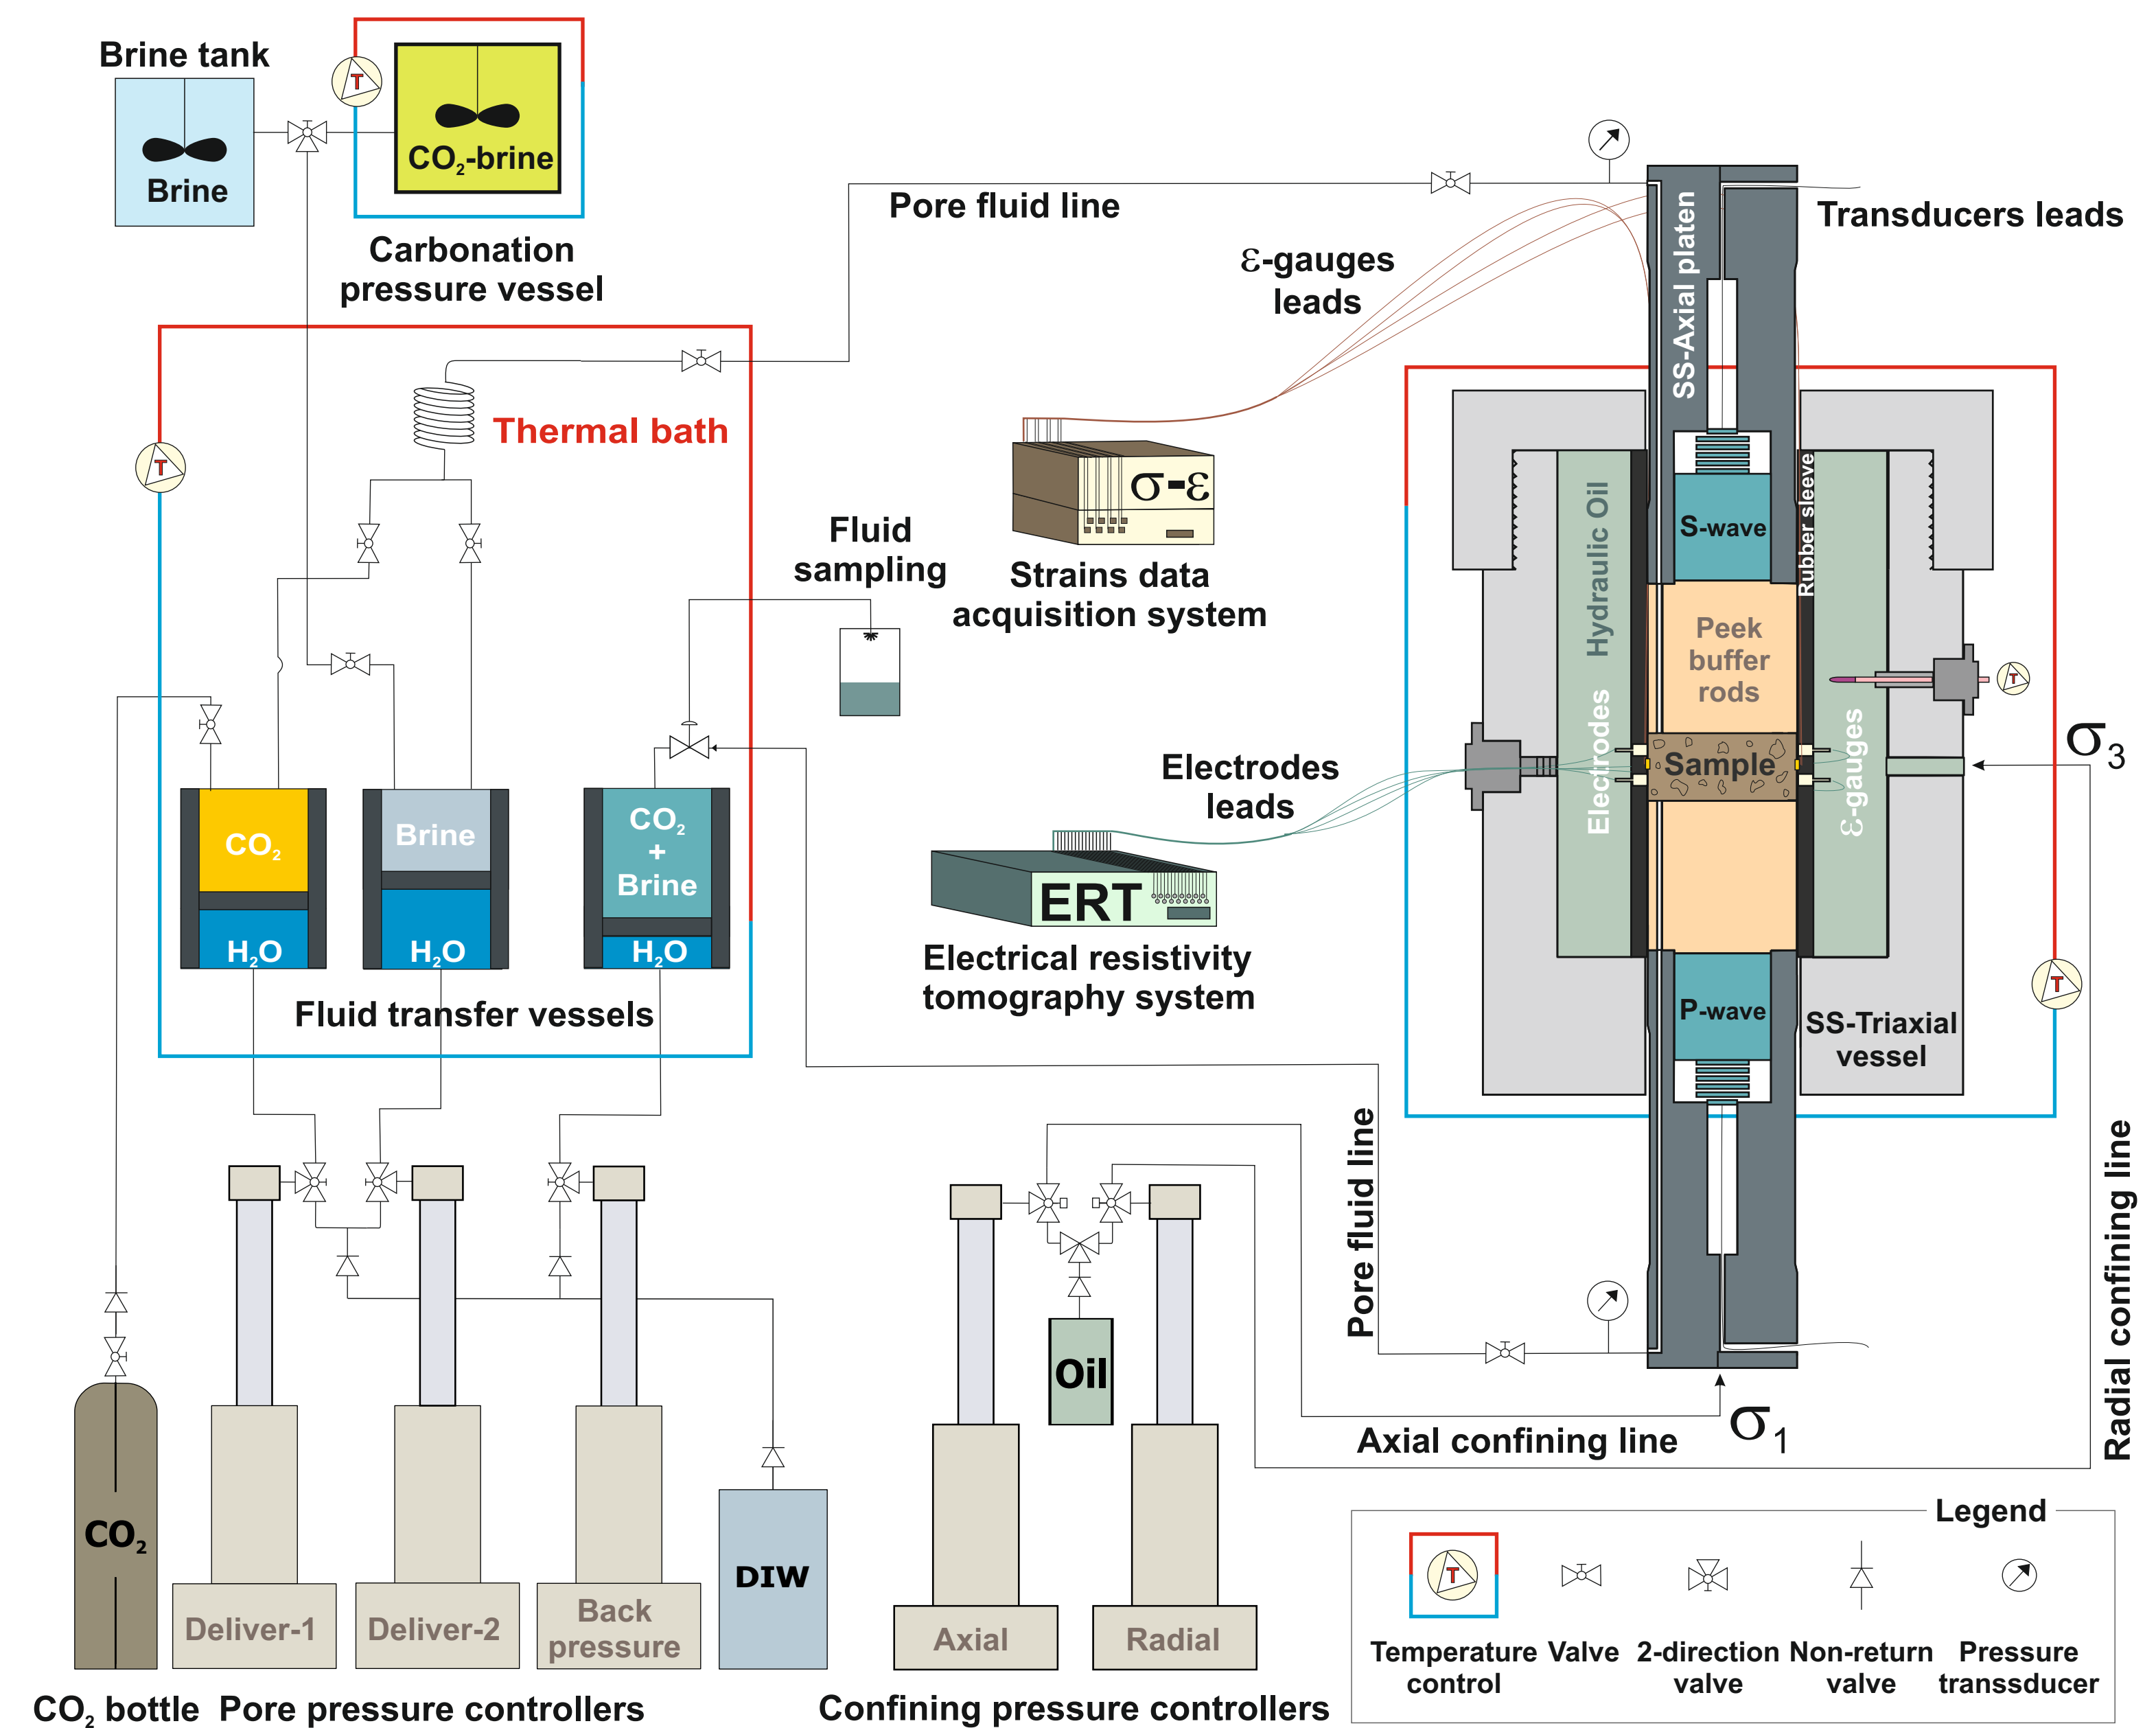 Brine tank
T
Brine
CO₂-brine
Carbonation
pressure vessel
Pore fluid line
ε-gauges
leads
Transducers leads
SS-Axial platen
Thermal bath
T
σ-ε
Fluid
sampling
Strains data
acquisition system
S-wave
Rubber sleeve
Hydraulic Oil
Peek
buffer
rods
T
Electrodes
ε-gauges
σ3
Sample
Electrodes
leads
CO₂
H₂O
Brine
H₂O
CO₂
+
Brine
H₂O
ERT
Electrical resistivity
tomography system
Fluid transfer vessels
P-wave
T
SS-Triaxial
vessel
Pore fluid line
Radial confining line
Oil
Axial confining line
σ1
CO₂
Deliver-1
Deliver-2
Back
pressure
DIW
Axial
Radial
CO₂ bottle
Pore pressure controllers
Confining pressure controllers
Legend
T
Temperature
control
Valve
2-direction
valve
Non-return
valve
Pressure
transsducer